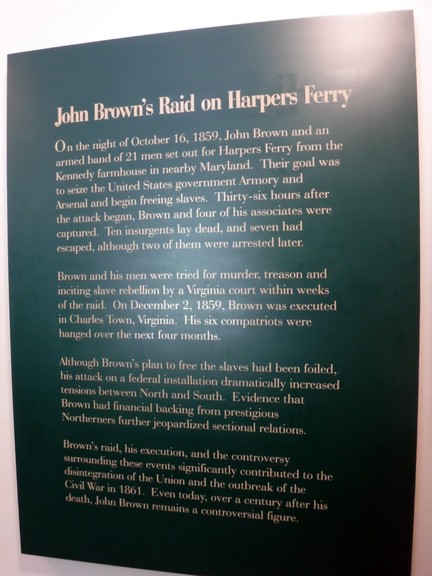 John Brown's Raid on Harpers Ferry
On the night of October 16, 1859, John Brown and an
armed band of 21 men set out for Harpers Ferry from the
Kennedy farmhouse in nearby Maryland. Their goal was
to seize the United States government Armory and
Arsenal and begin freeing slaves. Thirty-six hours after
the attack began, Brown and four of his associates were
captured. Ten insurgents lay dead, and seven had
escaped, although two of them were arrested later.
Brown and his men were tried for murder, treason and
inciting slave rebellion by a Virginia court within weeks
of the raid. On December 2, 1859, Brown was executed
in Charles Town, Virginia. His six compatriots were
hanged over the next four months.
Although Brown's plan to free the slaves had been foiled,
his attack on a federal installation dramatically increased
tensions between North and South. Evidence that
Brown had financial backing from prestigious
Northerners further jeopardized sectional relations.
Brown's raid, his execution, and the controversy
surrounding these events significantly contributed to the
disintegration of the Union and the outbreak of the
Civil War in 1861. Even today, over a century after his
death, John Brown remains a controversial figure.